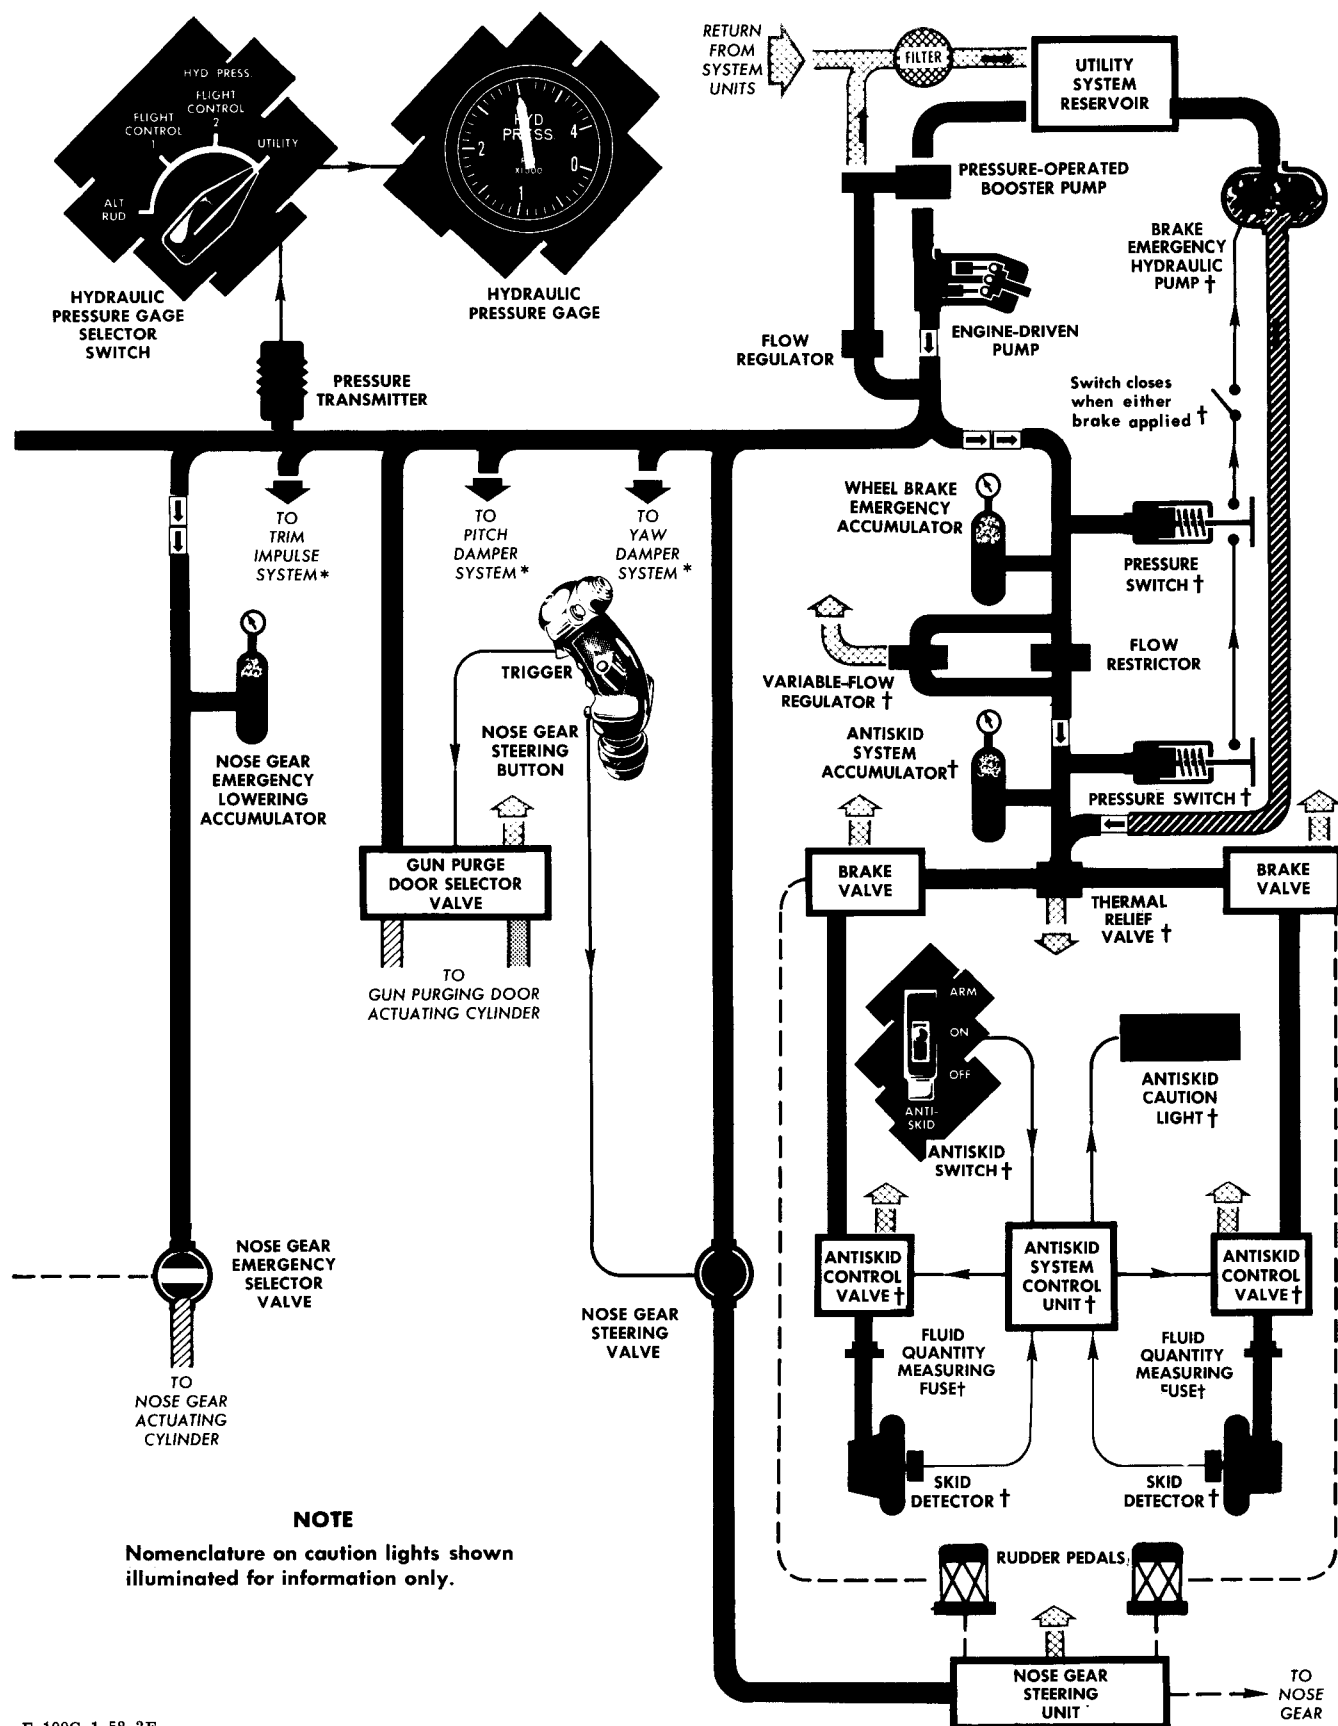 RETURN
FROM
SYSTEM
UNITS
FILTER
UTILITY
SYSTEM
RESERVOIR
HYD PRESS.
FLIGHT
CONTROL
2
FLIGHT
CONTROL
1
UTILITY
ALT
RUD
HYD
PRESS
X1000
4
0
1
2
HYDRAULIC
PRESSURE GAGE
SELECTOR
SWITCH
HYDRAULIC
PRESSURE GAGE
PRESSURE
TRANSMITTER
PRESSURE-OPERATED
BOOSTER PUMP
BRAKE
EMERGENCY
HYDRAULIC
PUMP †
ENGINE-DRIVEN
PUMP
FLOW
REGULATOR
Switch closes
when either
brake applied †
TO
TRIM
IMPULSE
SYSTEM*
TO
PITCH
DAMPER
SYSTEM*
TO
YAW
DAMPER
SYSTEM*
WHEEL BRAKE
EMERGENCY
ACCUMULATOR
PRESSURE
SWITCH †
FLOW
RESTRICTOR
VARIABLE-FLOW
REGULATOR †
TRIGGER
NOSE GEAR
STEERING
BUTTON
ANTISKID
SYSTEM
ACCUMULATOR†
PRESSURE SWITCH †
NOSE GEAR
EMERGENCY
LOWERING
ACCUMULATOR
GUN PURGE
DOOR SELECTOR
VALVE
TO
GUN PURGING DOOR
ACTUATING CYLINDER
BRAKE
VALVE
BRAKE
VALVE
THERMAL
RELIEF
VALVE †
ARM
ON
OFF
ANTI-
SKID
ANTISKID
SWITCH †
ANTISKID
CAUTION
LIGHT †
NOSE GEAR
EMERGENCY
SELECTOR
VALVE
NOSE GEAR
STEERING
VALVE
ANTISKID
CONTROL
VALVE †
ANTISKID
SYSTEM
CONTROL
UNIT †
ANTISKID
CONTROL
VALVE †
FLUID
QUANTITY
MEASURING
FUSE†
FLUID
QUANTITY
MEASURING
FUSE†
TO
NOSE GEAR
ACTUATING
CYLINDER
SKID
DETECTOR †
SKID
DETECTOR †
NOTE
Nomenclature on caution lights shown
illuminated for information only.
RUDDER PEDALS
NOSE GEAR
STEERING
UNIT
TO
NOSE
GEAR